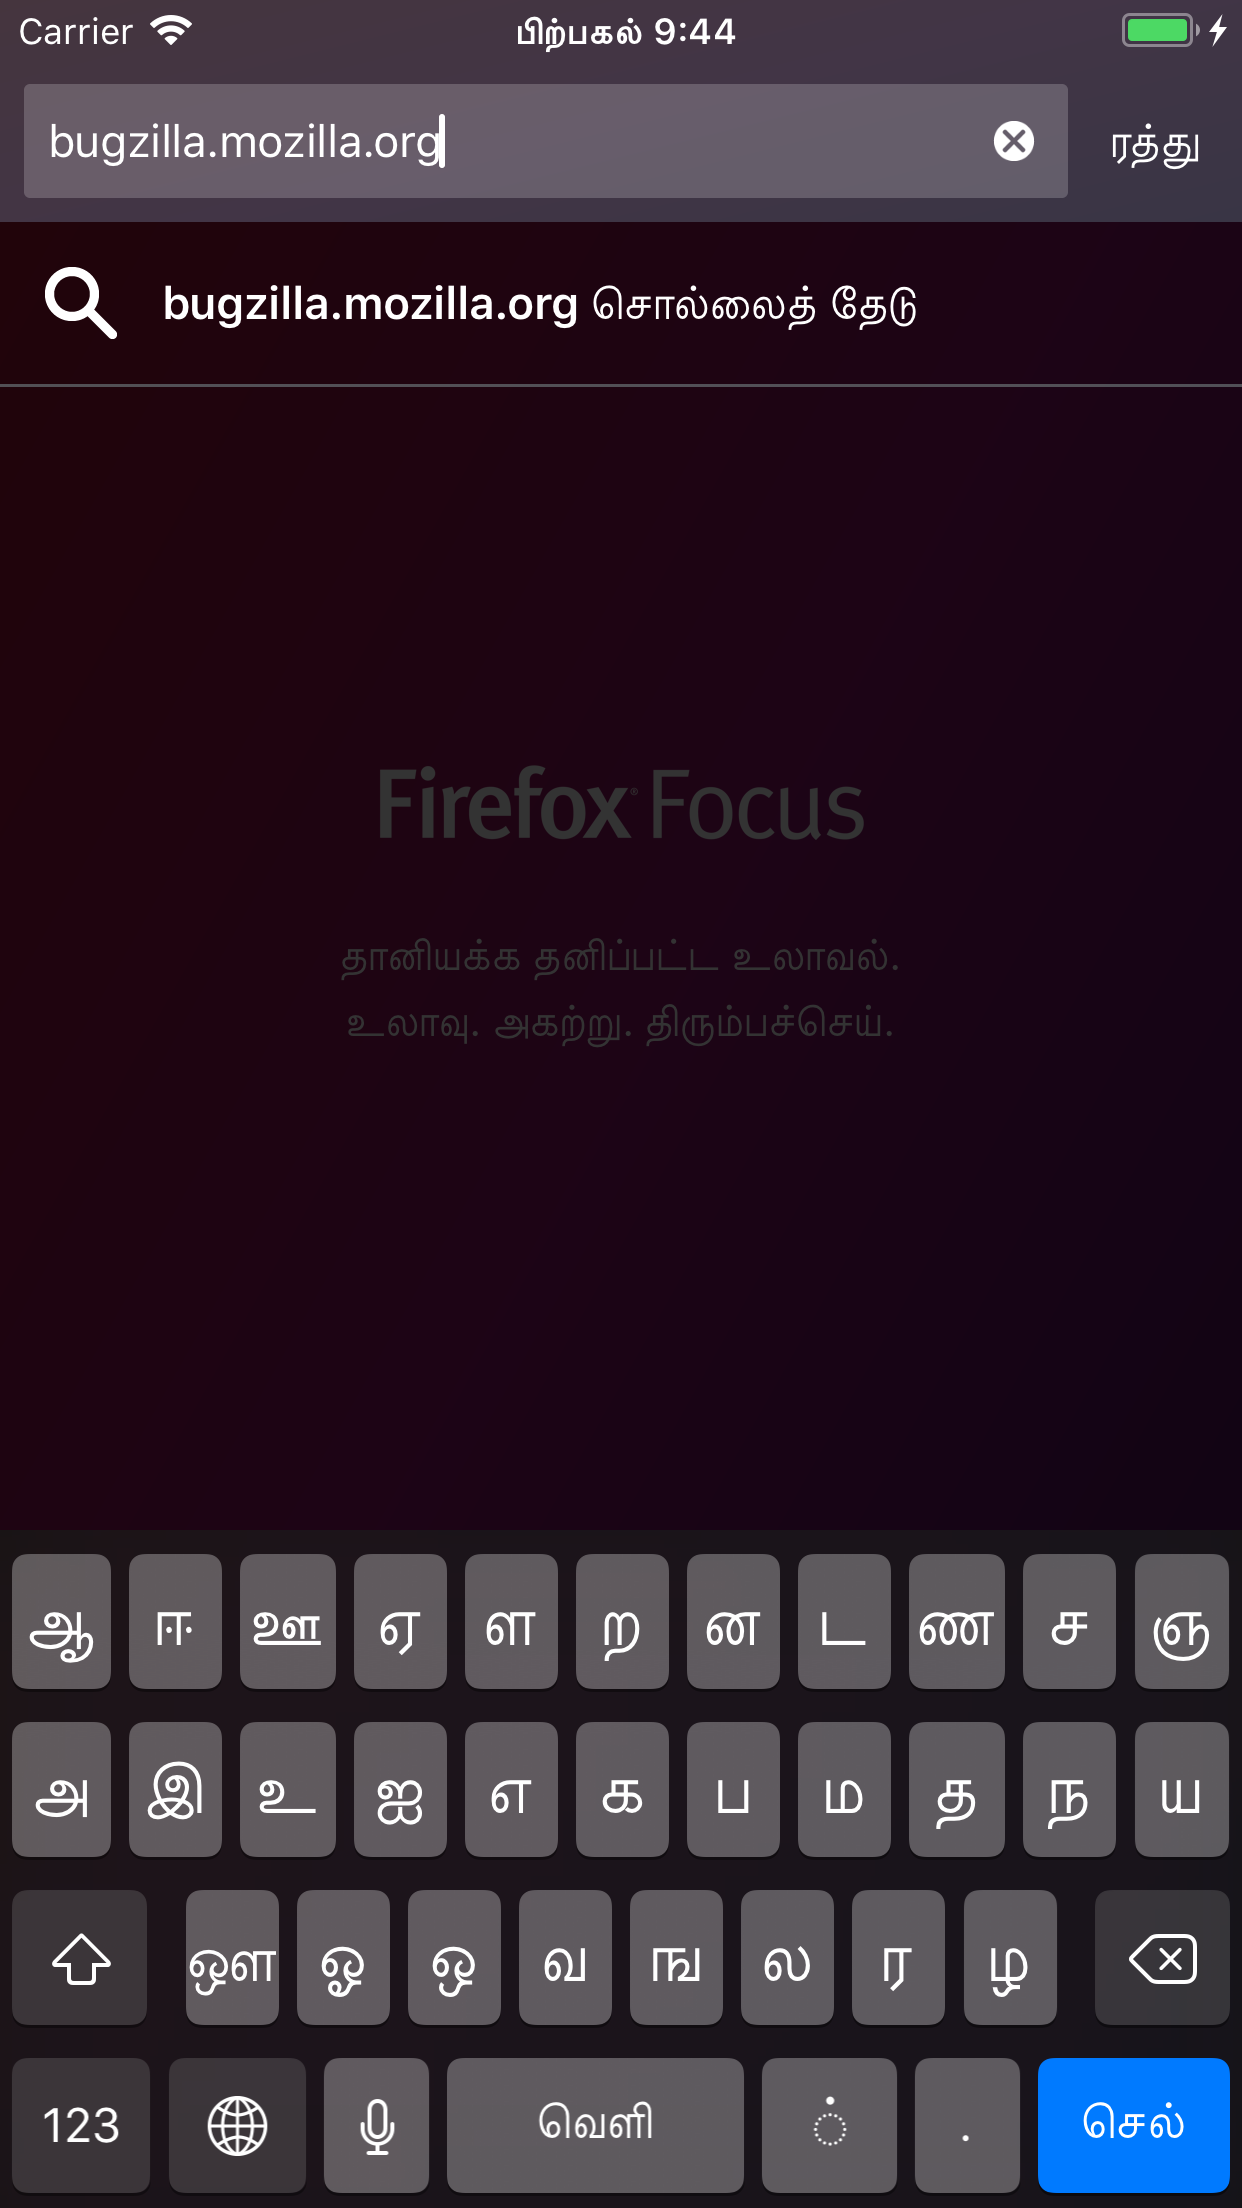 Carrier பிற்பகல் 9:44
bugzilla.mozilla.org ரத்து
bugzilla.mozilla.org சொல்லைத் தேடு
Firefox® Focus
தானியக்க தனிப்பட்ட உலாவல்.
உலாவு. அகற்று. திரும்பச்செய்.
ஆ ஈ ஊ ஏ ள ற ன ட ண ச ஞ
அ இ உ ஐ எ க ப ம த ந ய
ஔ ஓ ஒ வ ங ல ர ழ
123 வெளி ் . செல்